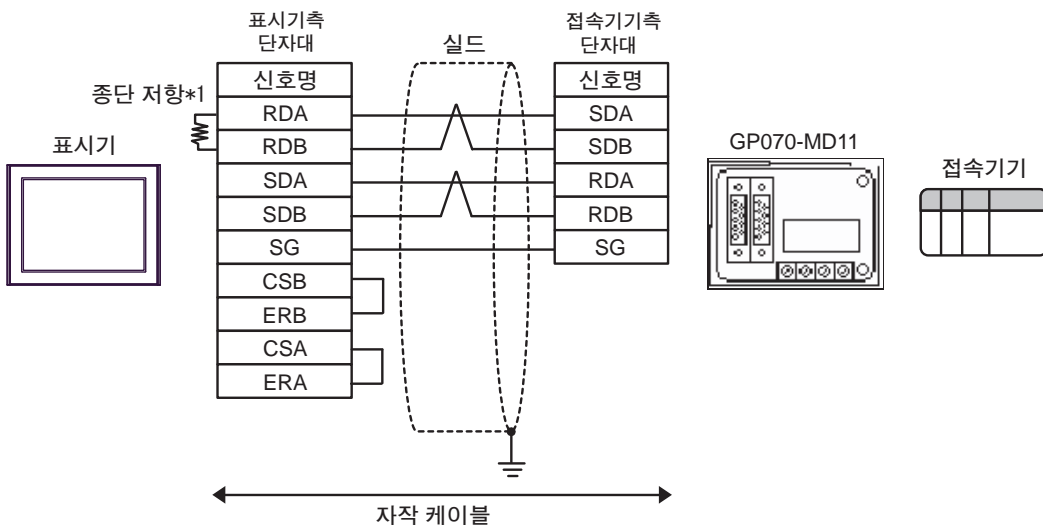 표시기측
단자대
실드
접속기기측
단자대
종단 저항*1
신호명
신호명
RDA
SDA
RDB
SDB
SDA
RDA
SDB
RDB
SG
SG
CSB
ERB
CSA
ERA
표시기
GP070-MD11
접속기기
자작 케이블